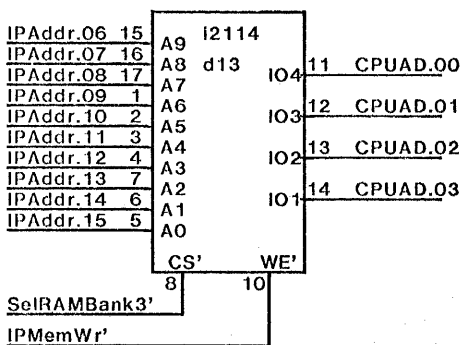 IPAddr.06 15 A9 i2114
IPAddr.07 16 A8 d13
IPAddr.08 17 A7 IO4 11 CPUAD.00
IPAddr.09 1 A6
IPAddr.10 2 A5 IO3 12 CPUAD.01
IPAddr.11 3 A4
IPAddr.12 4 A3 IO2 13 CPUAD.02
IPAddr.13 7 A2
IPAddr.14 6 A1 IO1 14 CPUAD.03
IPAddr.15 5 A0
CS' WE'
8 10
SelRAMBank3'
IPMemWr'